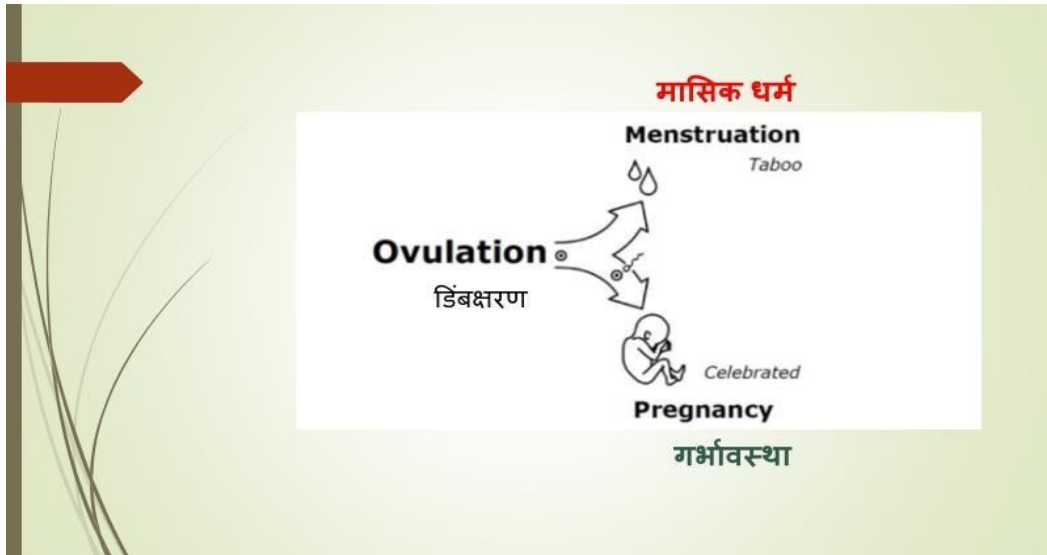 मासिक धर्म
Menstruation
Taboo
Ovulation
डिंबक्षरण
Celebrated
Pregnancy
गर्भावस्था